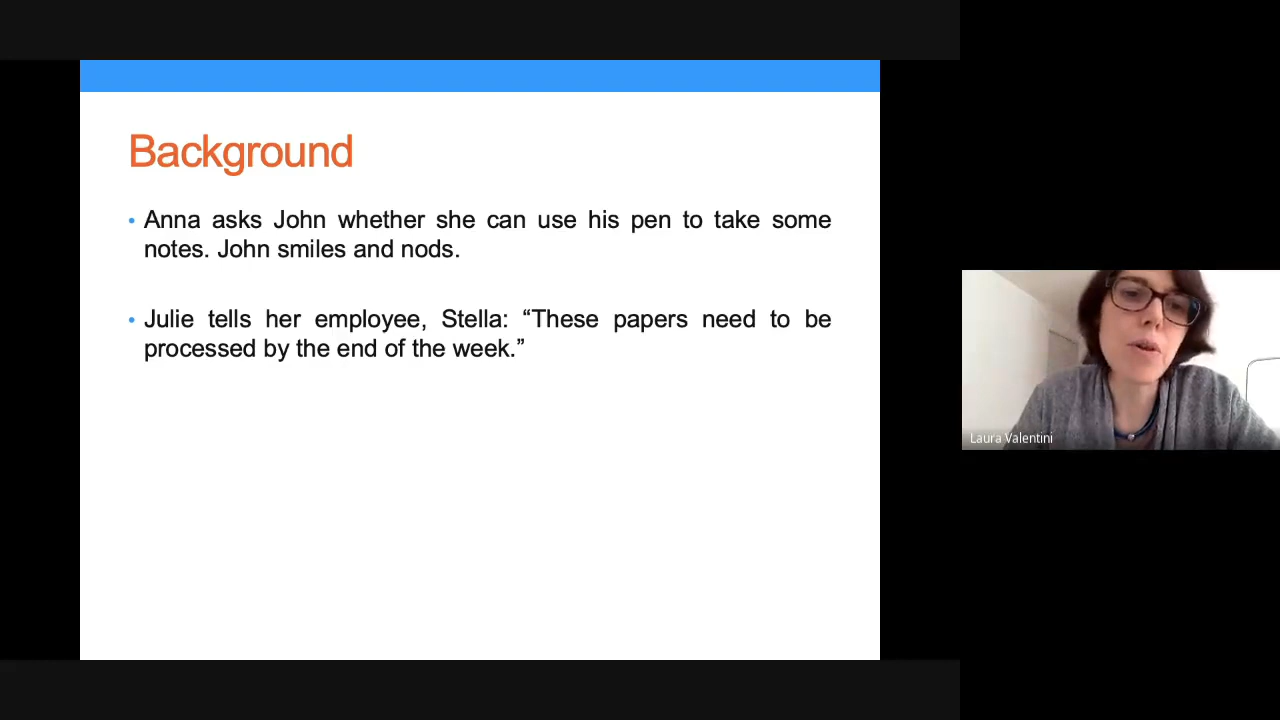 Background
• Anna asks John whether she can use his pen to take some
notes. John smiles and nods.
• Julie tells her employee, Stella: “These papers need to be
processed by the end of the week.”
Laura Valentini